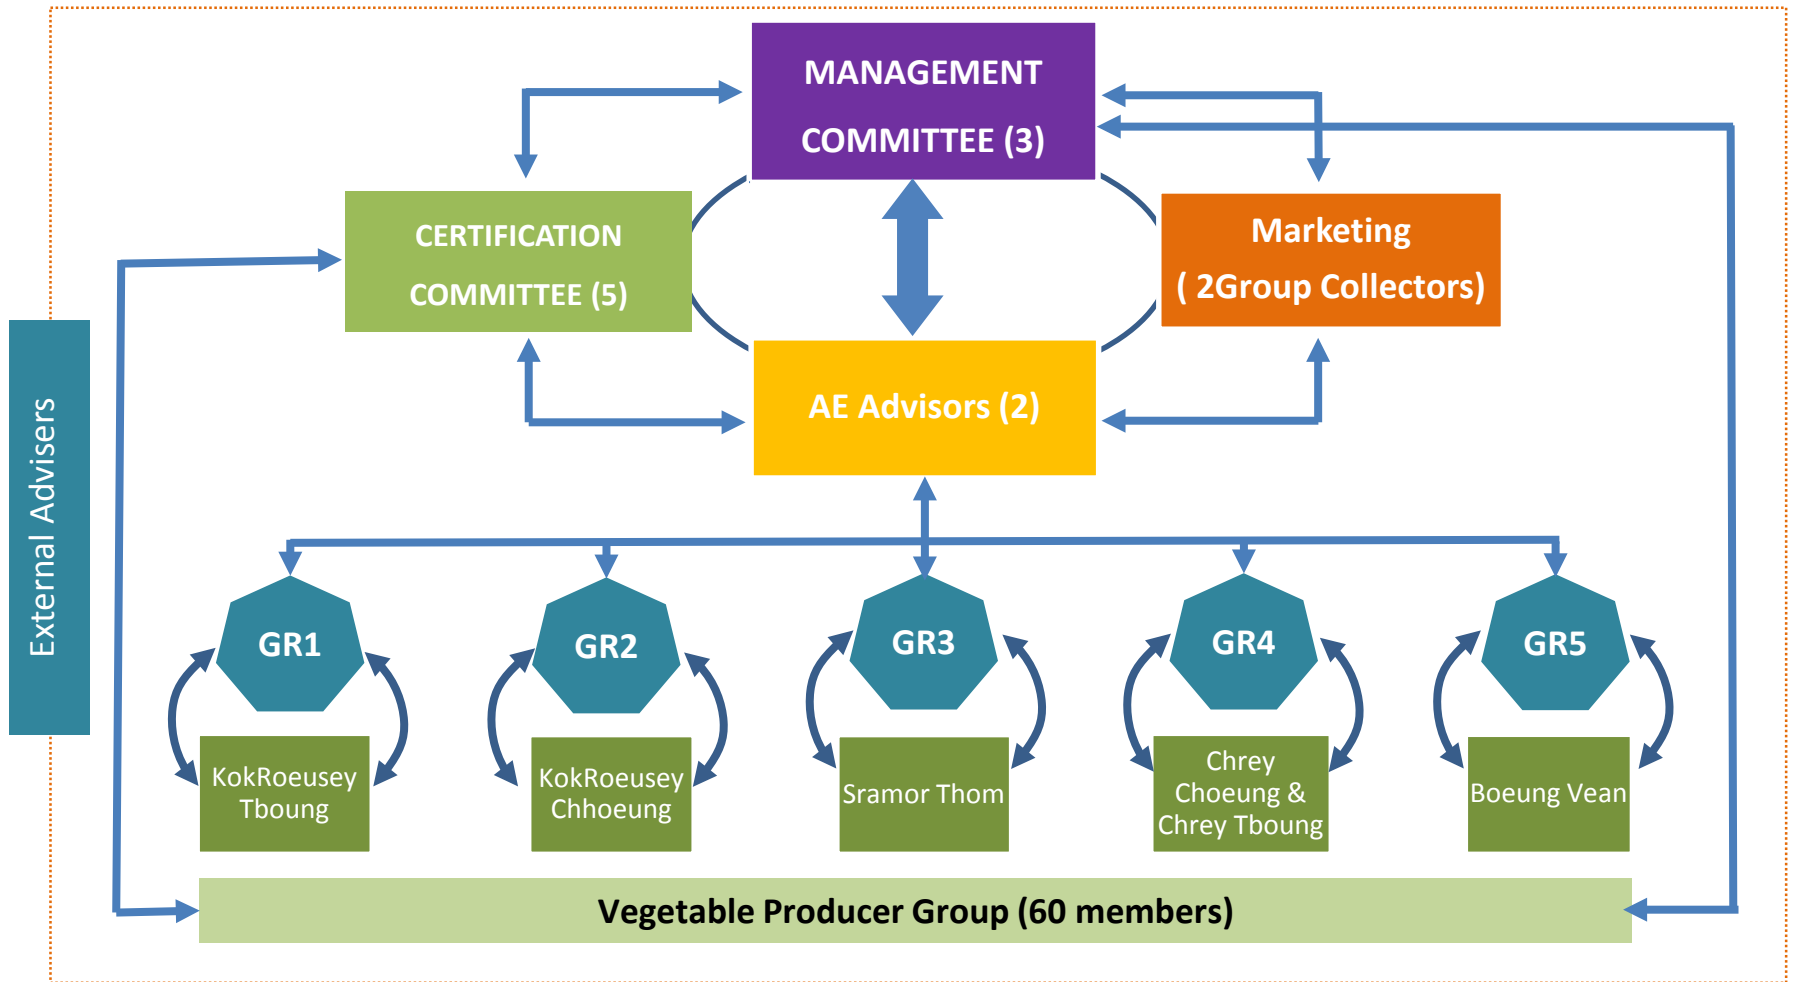 MANAGEMENT
COMMITTEE (3)
CERTIFICATION
COMMITTEE (5)
Marketing
( 2Group Collectors)
AE Advisors (2)
External Advisers
GR1
GR2
GR3
GR4
GR5
KokRoeusey
Tboung
KokRoeusey
Chhoeung
Sramor Thom
Chrey
Choeung &
Chrey Tboung
Boeung Vean
Vegetable Producer Group (60 members)